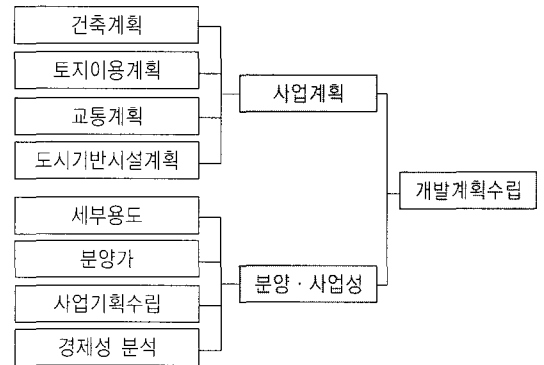 건축계획
토지이용계획
사업계획
교통계획
도시기반시설계획
개발계획수립
세부용도
분양가
분양 · 사업성
사업기획수립
경제성 분석